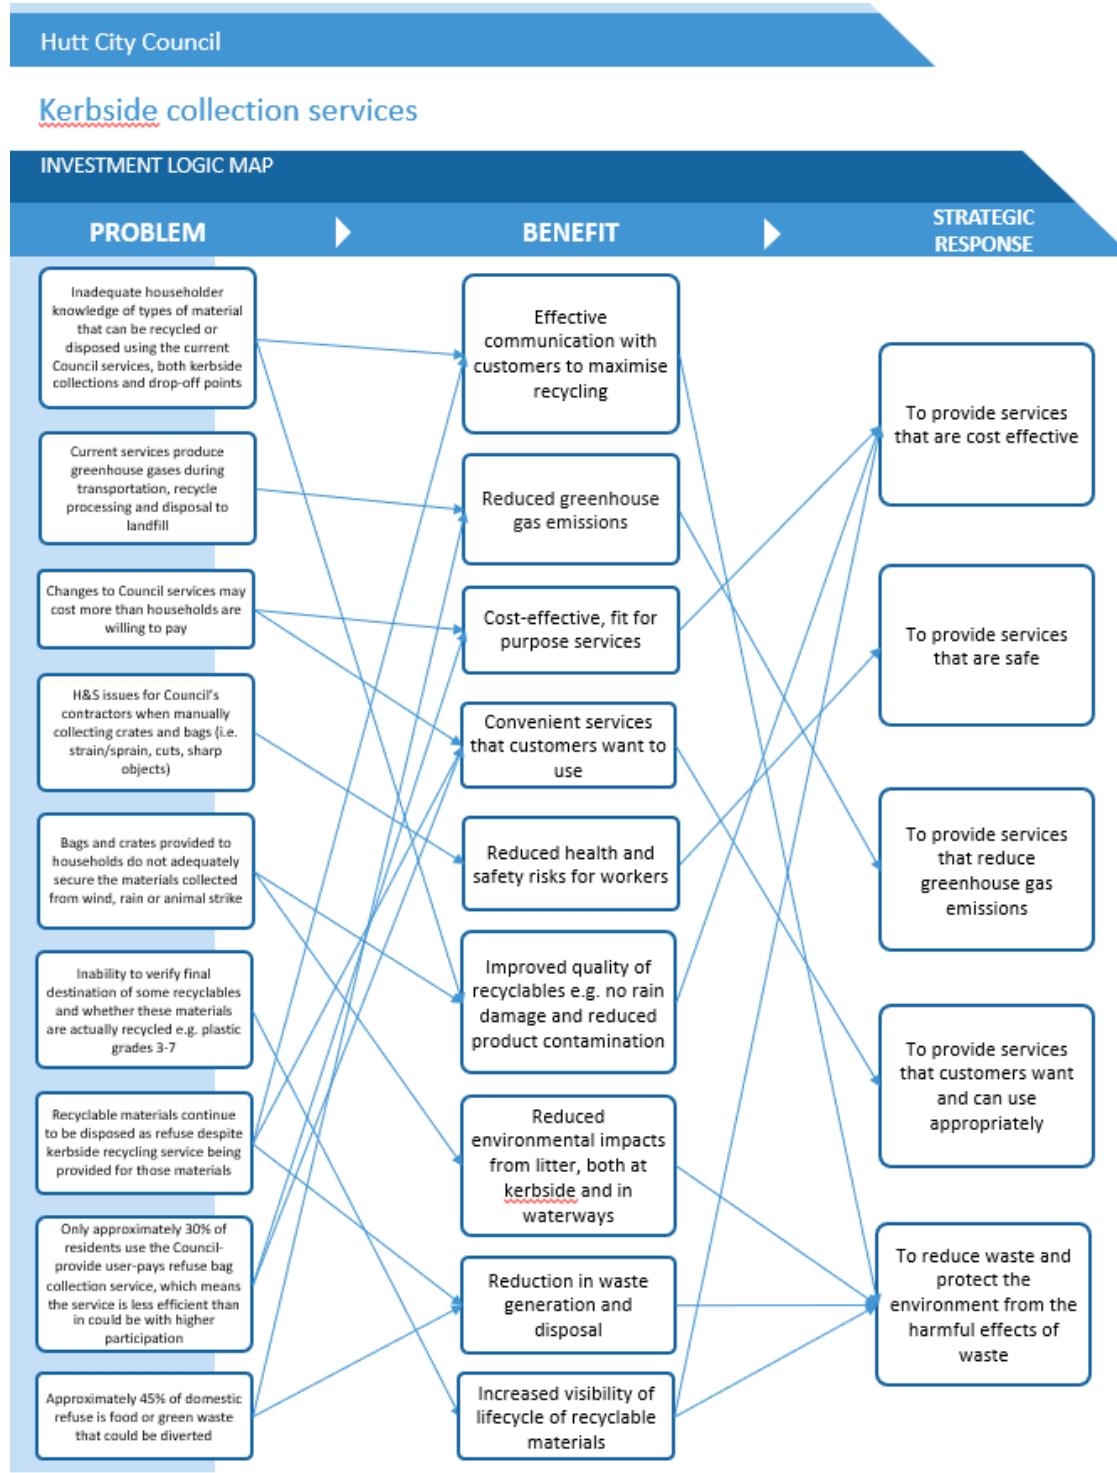 Hutt City Council
Kerbside collection services
INVESTMENT LOGIC MAP
PROBLEM
BENEFIT
STRATEGIC
RESPONSE
Inadequate householder
knowledge of types of material
that can be recycled or
disposed using the current
Council services, both kerbside
collections and drop-off points
Current services produce
greenhouse gases during
transportation, recycle
processing and disposal to
landfill
Changes to Council services may
cost more than households are
willing to pay
H&S issues for Council's
contractors when manually
collecting crates and bags (i.e.
strain/sprain, cuts, sharp
objects)
Bags and crates provided to
households do not adequately
secure the materials collected
from wind, rain or animal strike
Inability to verify final
destination of some recyclables
and whether these materials
are actually recycled e.g. plastic
grades 3-7
Recyclable materials continue
to be disposed as refuse despite
kerbside recycling service being
provided for those materials
Only approximately 30% of
residents use the Council-
provide user-pays refuse bag
collection service, which means
the service is less efficient than
in could be with higher
participation
Approximately 45% of domestic
refuse is food or green waste
that could be diverted
Effective
communication with
customers to maximise
recycling
Reduced greenhouse
gas emissions
Cost-effective, fit for
purpose services
Convenient services
that customers want to
use
Reduced health and
safety risks for workers
Improved quality of
recyclables e.g. no rain
damage and reduced
product contamination
Reduced
environmental impacts
from litter, both at
kerbside and in
waterways
Reduction in waste
generation and
disposal
Increased visibility of
lifecycle of recyclable
materials
To provide services
that are cost effective
To provide services
that are safe
To provide services
that reduce
greenhouse gas
emissions
To provide services
that customers want
and can use
appropriately
To reduce waste and
protect the
environment from the
harmful effects of
waste